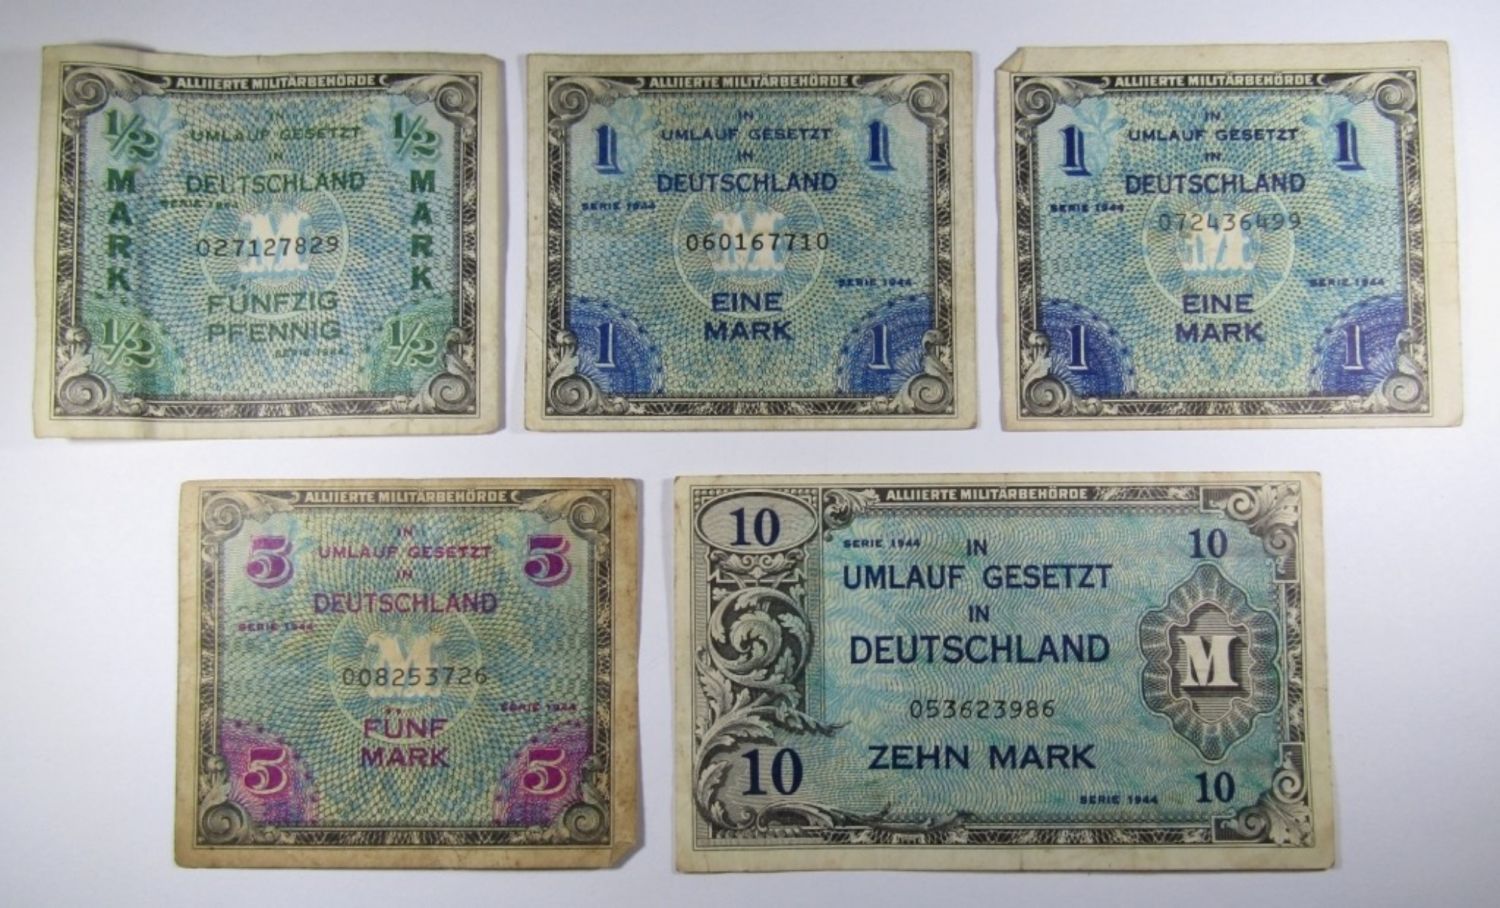 ALLIIERTE MILITÄRBEHÖRDE
1/2 1/2
IN
UMLAUF GESETZT
IN
DEUTSCHLAND
MARK MARK
SERIE 1944
027127829
FÜNFZIG
PFENNIG
1/2 1/2
SERIE 1944
ALLIIERTE MILITÄRBEHÖRDE
1 1
IN
UMLAUF GESETZT
IN
DEUTSCHLAND
SERIE 1944
M
060167710
SERIE 1944
EINE
MARK
1 1
ALLIIERTE MILITÄRBEHÖRDE
1 1
IN
UMLAUF GESETZT
IN
DEUTSCHLAND
SERIE 1944
072436499
M
SERIE 1944
EINE
MARK
1 1
ALLIIERTE MILITÄRBEHÖRDE
5 5
IN
UMLAUF GESETZT
IN
DEUTSCHLAND
SERIE 1944
M
008253726
SERIE 1944
FÜNF
MARK
5 5
ALLIIERTE MILITÄRBEHÖRDE
10 10
SERIE 1944
IN
UMLAUF GESETZT
IN
DEUTSCHLAND
M
053623986
ZEHN MARK
10 10
SERIE 1944